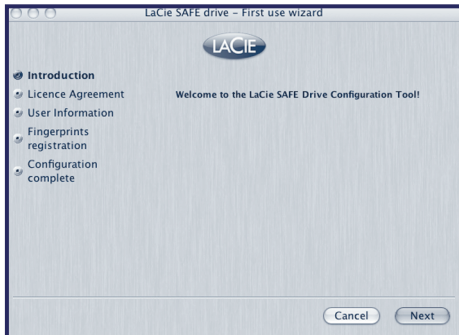 LaCie SAFE drive – First use wizard
LACIE
Introduction
Licence Agreement
User Information
Fingerprints
registration
Configuration
complete
Welcome to the LaCie SAFE Drive Configuration Tool!
Cancel
Next